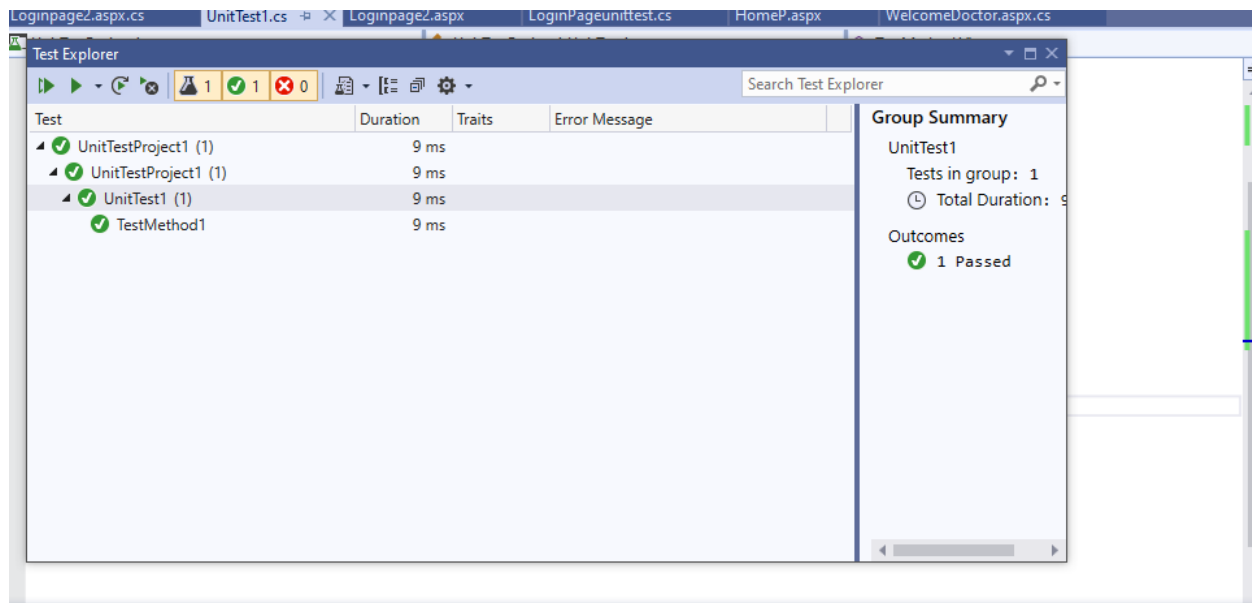 Loginpage2.aspx.cs UnitTest1.cs Loginpage2.aspx LoginPageunittest.cs HomeP.aspx WelcomeDoctor.aspx.cs
Test Explorer
1 1 0 Search Test Explorer
Test Duration Traits Error Message
UnitTestProject1 (1) 9 ms
UnitTestProject1 (1) 9 ms
UnitTest1 (1) 9 ms
TestMethod1 9 ms
Group Summary
UnitTest1
Tests in group: 1
Total Duration: 9
Outcomes
1 Passed